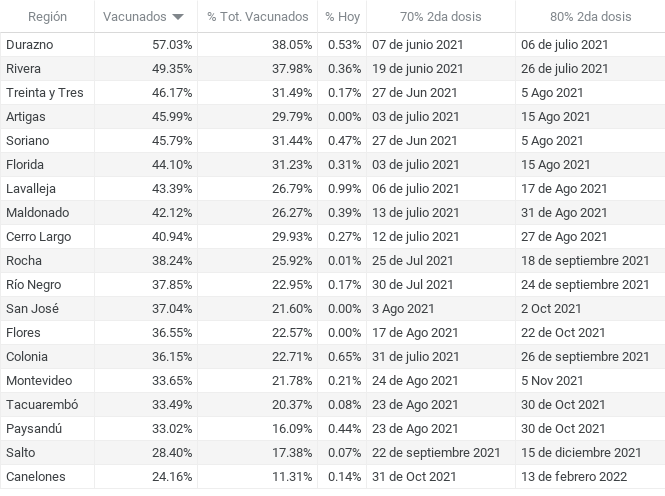 Región Vacunados % Tot. Vacunados % Hoy 70% 2da dosis 80% 2da dosis
Durazno 57.03% 38.05% 0.53% 07 de junio 2021 06 de julio 2021
Rivera 49.35% 37.98% 0.36% 19 de junio 2021 26 de julio 2021
Treinta y Tres 46.17% 31.49% 0.17% 27 de Jun 2021 5 Ago 2021
Artigas 45.99% 29.79% 0.00% 03 de julio 2021 15 Ago 2021
Soriano 45.79% 31.44% 0.47% 27 de Jun 2021 5 Ago 2021
Florida 44.10% 31.23% 0.31% 03 de julio 2021 15 Ago 2021
Lavalleja 43.39% 26.79% 0.99% 06 de julio 2021 17 de Ago 2021
Maldonado 42.12% 26.27% 0.39% 13 de julio 2021 31 de Ago 2021
Cerro Largo 40.94% 29.93% 0.27% 12 de julio 2021 27 de Ago 2021
Rocha 38.24% 25.92% 0.01% 25 de Jul 2021 18 de septiembre 2021
Río Negro 37.85% 22.95% 0.17% 30 de Jul 2021 24 de septiembre 2021
San José 37.04% 21.60% 0.00% 3 Ago 2021 2 Oct 2021
Flores 36.55% 22.57% 0.00% 17 de Ago 2021 22 de Oct 2021
Colonia 36.15% 22.71% 0.65% 31 de julio 2021 26 de septiembre 2021
Montevideo 33.65% 21.78% 0.21% 24 de Ago 2021 5 Nov 2021
Tacuarembó 33.49% 20.37% 0.08% 23 de Ago 2021 30 de Oct 2021
Paysandú 33.02% 16.09% 0.44% 23 de Ago 2021 30 de Oct 2021
Salto 28.40% 17.38% 0.07% 22 de septiembre 2021 15 de diciembre 2021
Canelones 24.16% 11.31% 0.14% 31 de Oct 2021 13 de febrero 2022